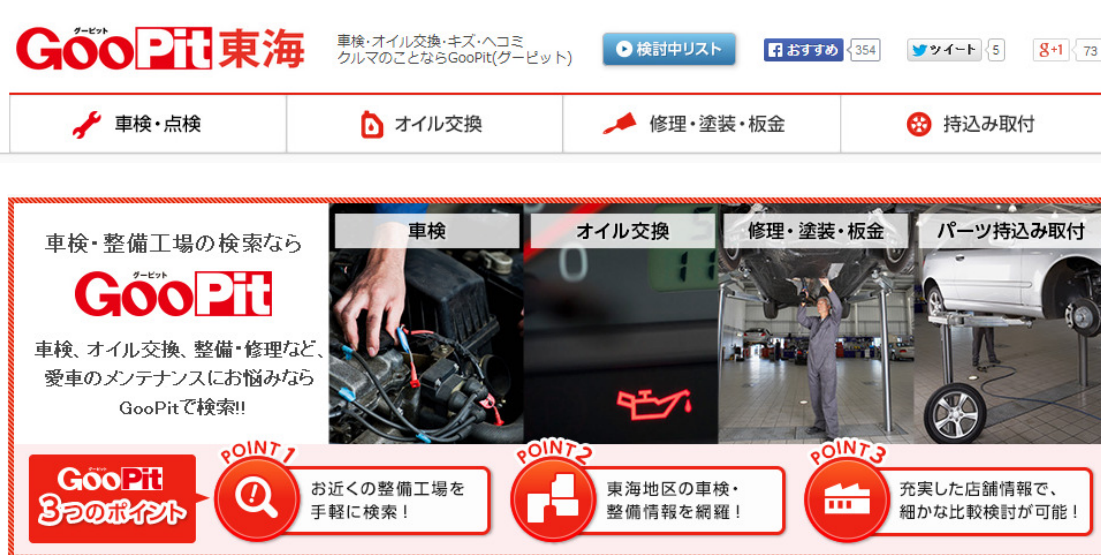 グーピット
GooPit東海
車検・オイル交換・キズ・ヘコミ
クルマのことならGooPit(グーピット)
検討中リスト
f おすすめ 354
ツイート 5
8+1 73
車検・点検
オイル交換
修理・塗装・板金
持込み取付
車検・整備工場の検索なら
グーピット
GooPit
車検、オイル交換、整備・修理など、
愛車のメンテナンスにお悩みなら
GooPitで検索!!
車検
オイル交換
修理・塗装・板金
パーツ持込み取付
グーピット
GooPit
3つのポイント
POINT1
お近くの整備工場を
手軽に検索！
POINT2
東海地区の車検・
整備情報を網羅！
POINT3
充実した店舗情報で、
細かな比較検討が可能！